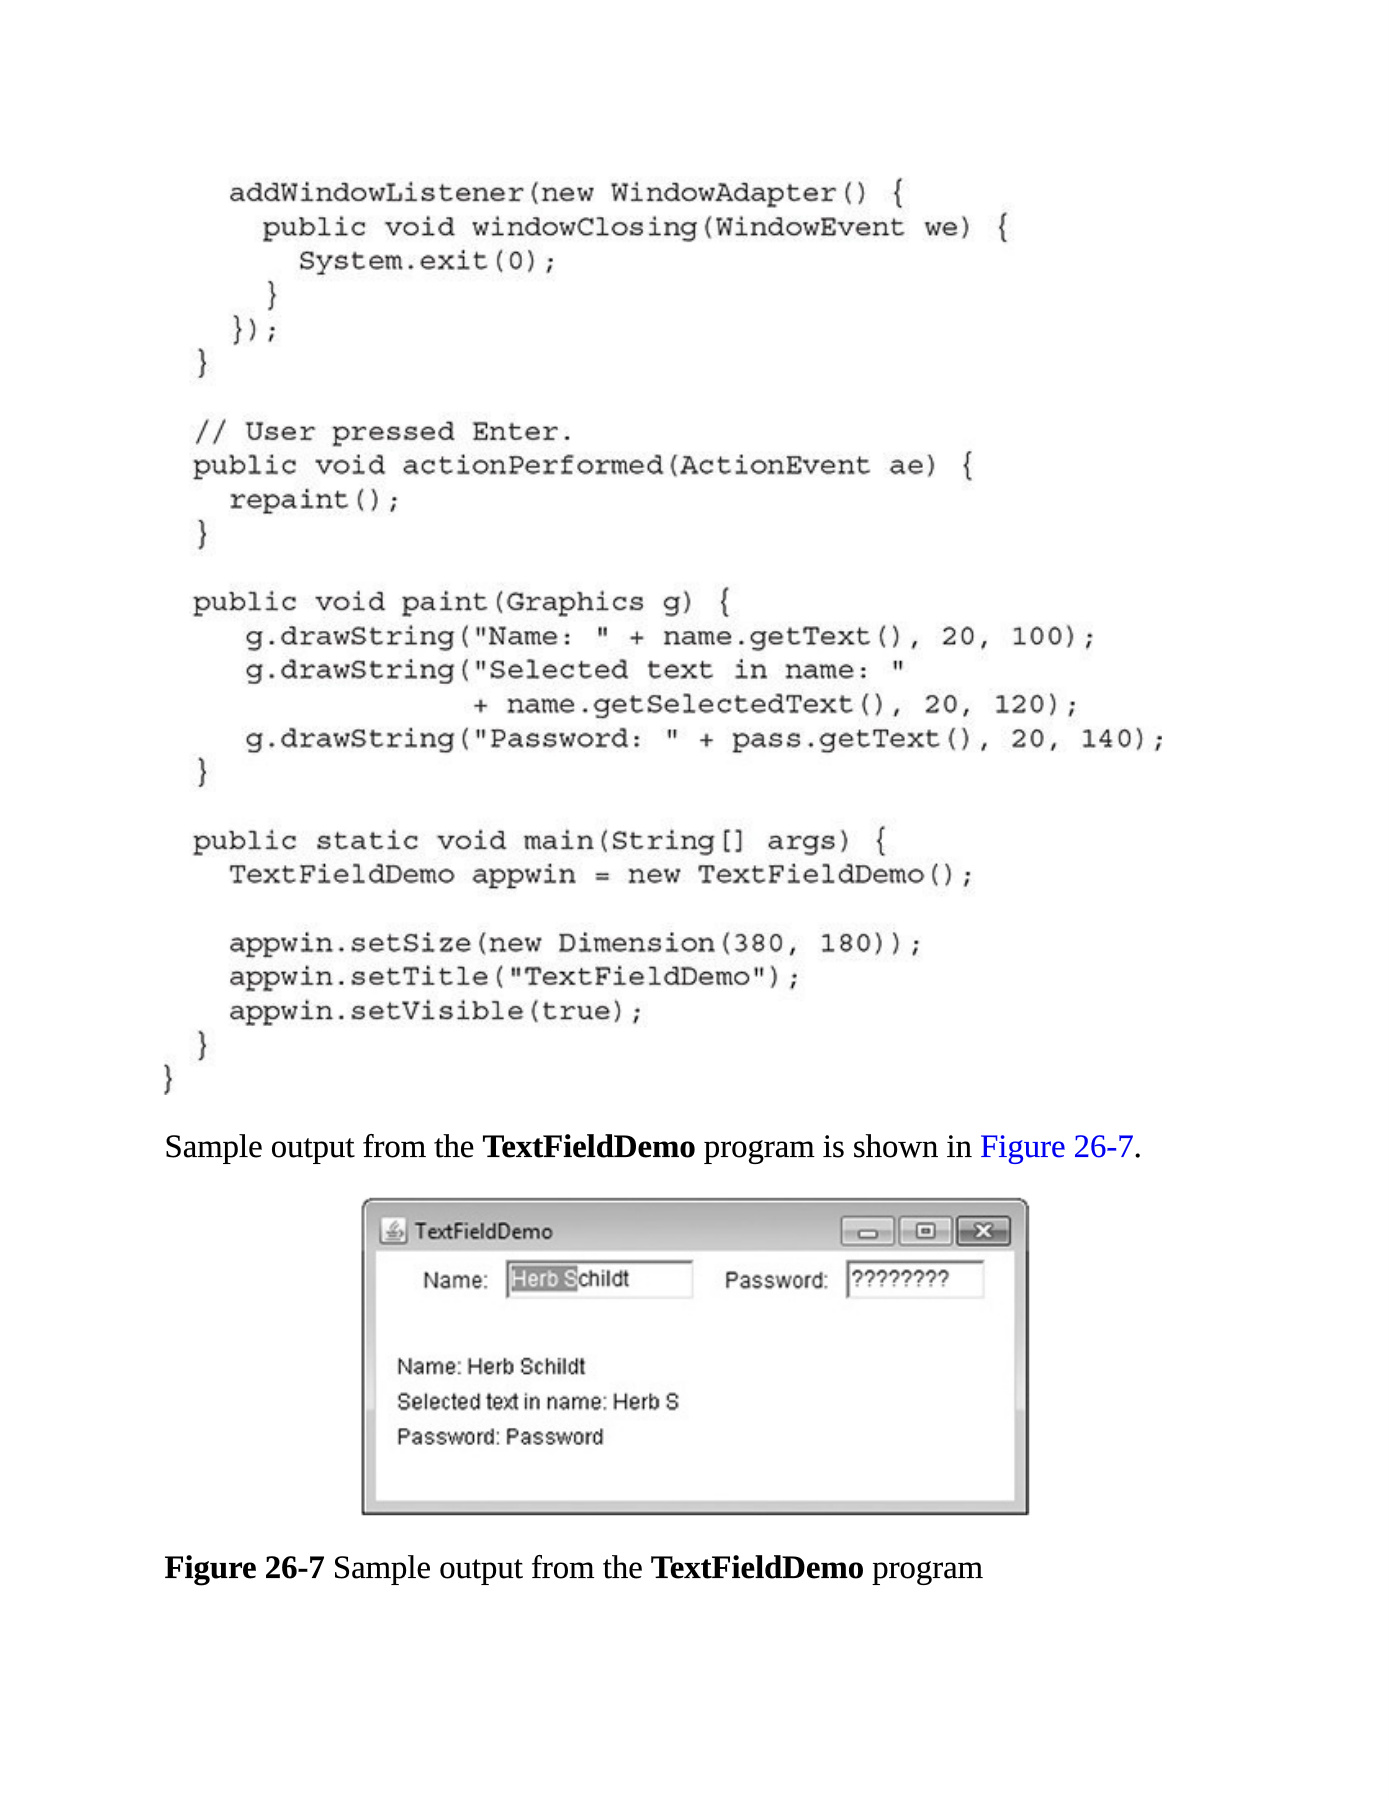 addWindowListener(new WindowAdapter() {
public void windowClosing(WindowEvent we) {
System.exit(0);
}
});
}
// User pressed Enter.
public void actionPerformed(ActionEvent ae) {
repaint();
}
public void paint(Graphics g) {
g.drawString("Name: " + name.getText(), 20, 100);
g.drawString("Selected text in name: "
+ name.getSelectedText(), 20, 120);
g.drawString("Password: " + pass.getText(), 20, 140);
}
public static void main(String[] args) {
TextFieldDemo appwin = new TextFieldDemo();
appwin.setSize(new Dimension(380, 180));
appwin.setTitle("TextFieldDemo");
appwin.setVisible(true);
}
}
Sample output from the TextFieldDemo program is shown in Figure 26-7.
TextFieldDemo
Name: Herb Schildt Password: ????????
Name: Herb Schildt
Selected text in name: Herb S
Password: Password
Figure 26-7 Sample output from the TextFieldDemo program